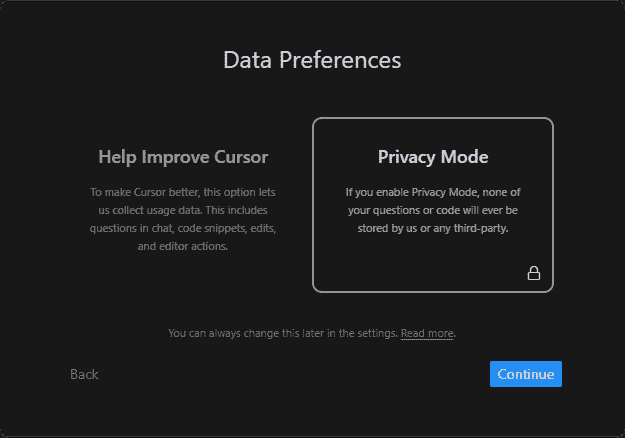 Data Preferences
Help Improve Cursor
To make Cursor better, this option lets
us collect usage data. This includes
questions in chat, code snippets, edits,
and editor actions.
Privacy Mode
If you enable Privacy Mode, none of
your questions or code will ever be
stored by us or any third-party.
You can always change this later in the settings. Read more.
Back
Continue